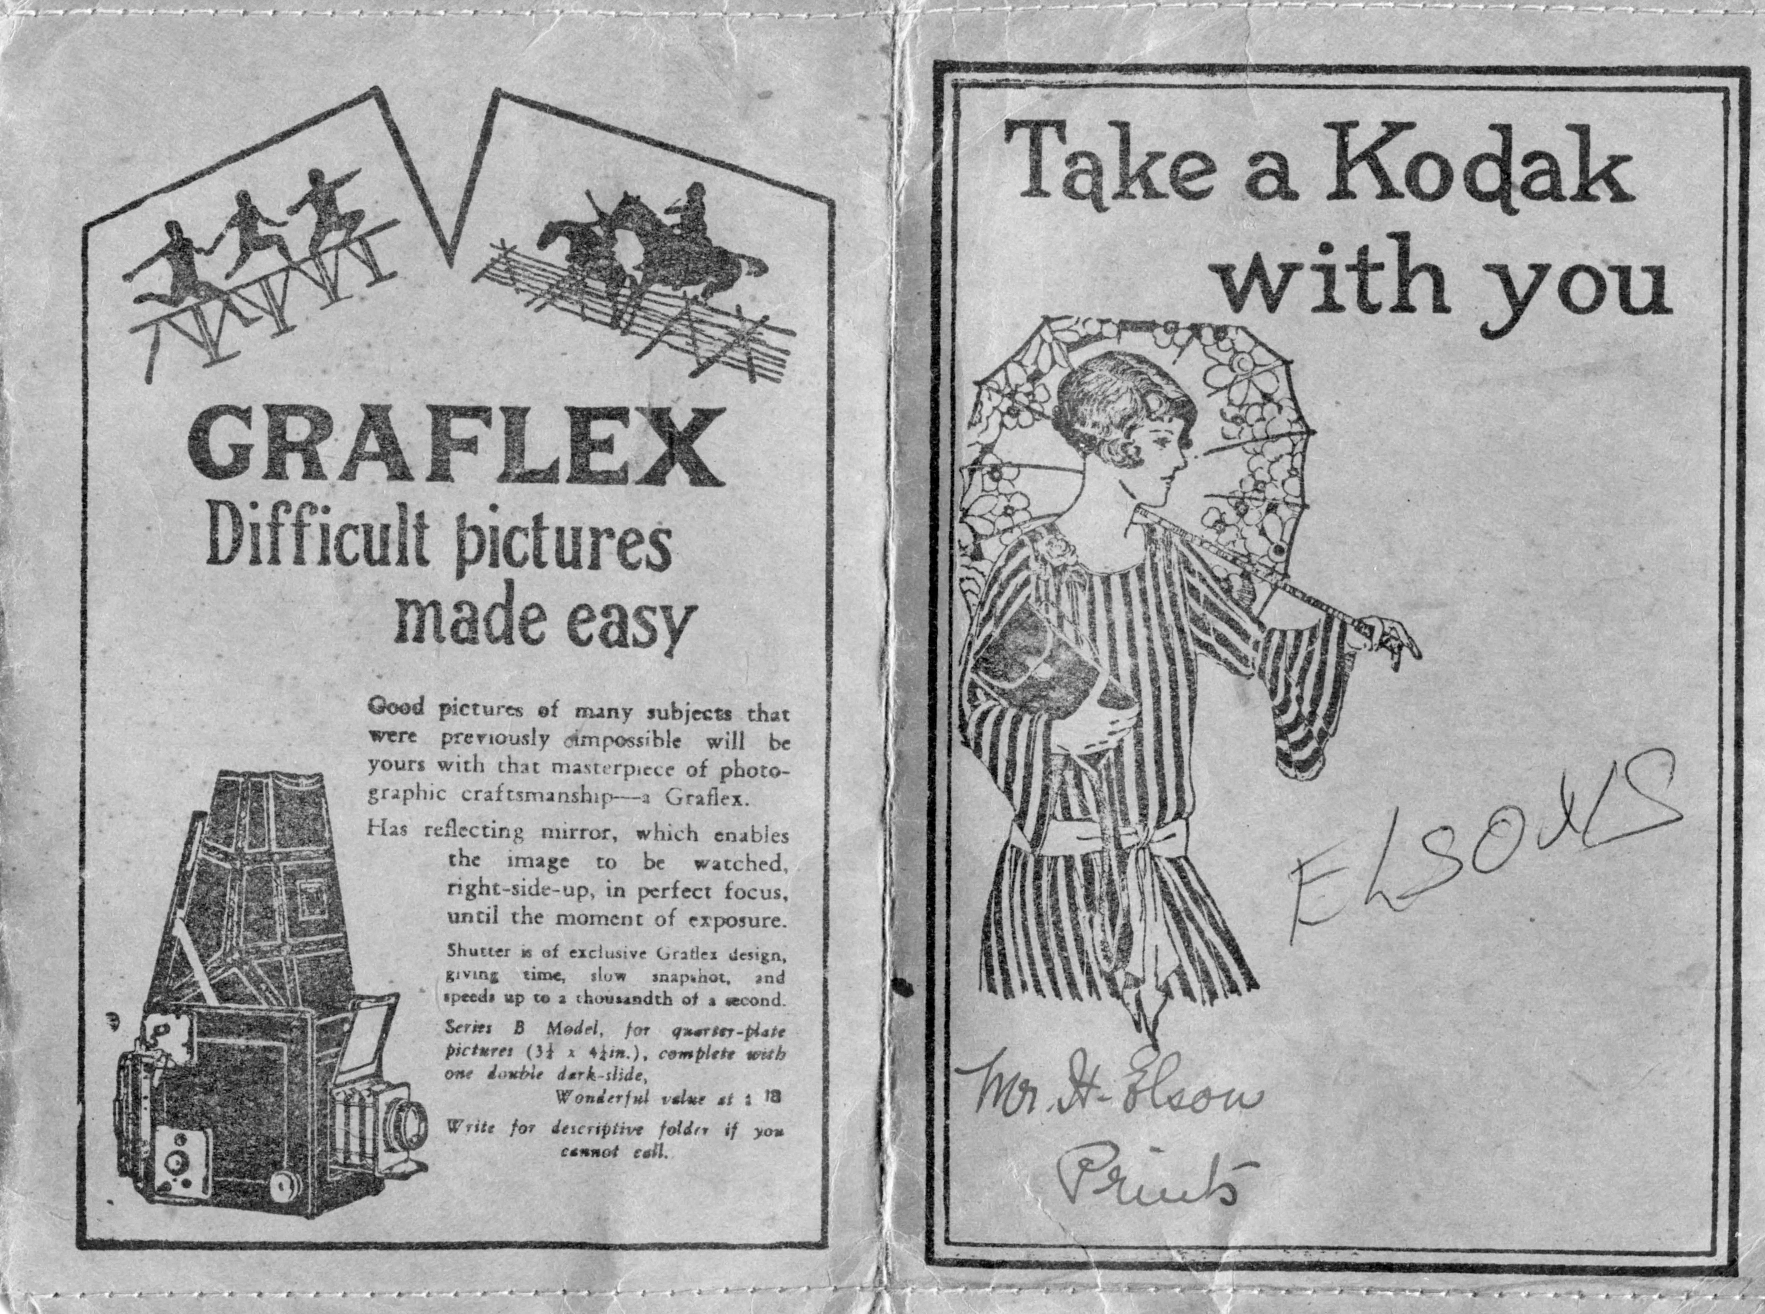 GRAFLEX
Difficult pictures
made easy
Good pictures of many subjects that
were previously impossible will be
yours with that masterpiece of photo-
graphic craftsmanship—a Graflex.
Has reflecting mirror, which enables
the image to be watched,
right-side-up, in perfect focus,
until the moment of exposure.
Shutter is of exclusive Graflex design,
giving time, slow snapshot, and
speeds up to a thousandth of a second.
Series B Model, for quarter-plate
pictures (3¼ x 4¼in.), complete with
one double dark-slide,
Wonderful value at £ 18
Write for descriptive folder if you
cannot call.
Take a Kodak
with you
ELSONS
Mr. H. Elson
Prints